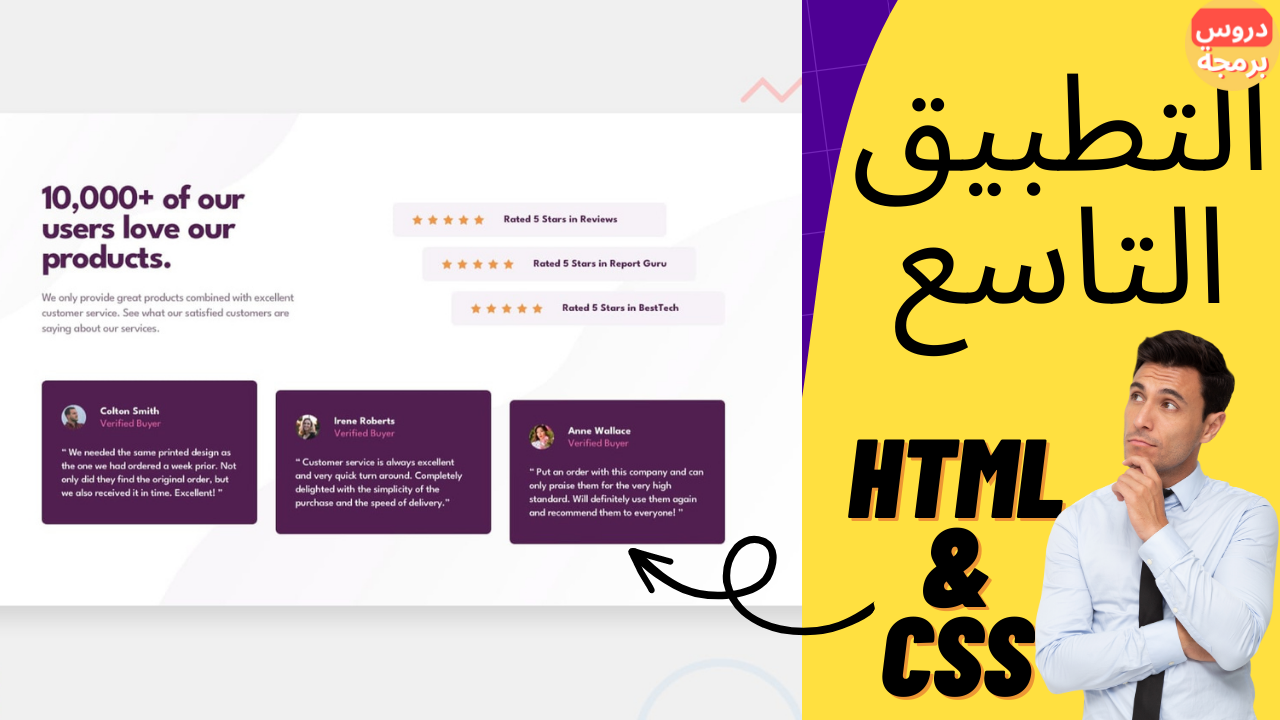 10,000+ of our
users love our
products.
We only provide great products combined with excellent
customer service. See what our satisfied customers are
saying about our services.
Rated 5 Stars in Reviews
Rated 5 Stars in Report Guru
Rated 5 Stars in BestTech
Colton Smith
Verified Buyer
“ We needed the same printed design as
the one we had ordered a week prior. Not
only did they find the original order, but
we also received it in time. Excellent! ”
Irene Roberts
Verified Buyer
“ Customer service is always excellent
and very quick turn around. Completely
delighted with the simplicity of the
purchase and the speed of delivery.”
Anne Wallace
Verified Buyer
“ Put an order with this company and can
only praise them for the very high
standard. Will definitely use them again
and recommend them to everyone! ”
دروس
برمجة
التطبيق
التاسع
HTML
&
CSS